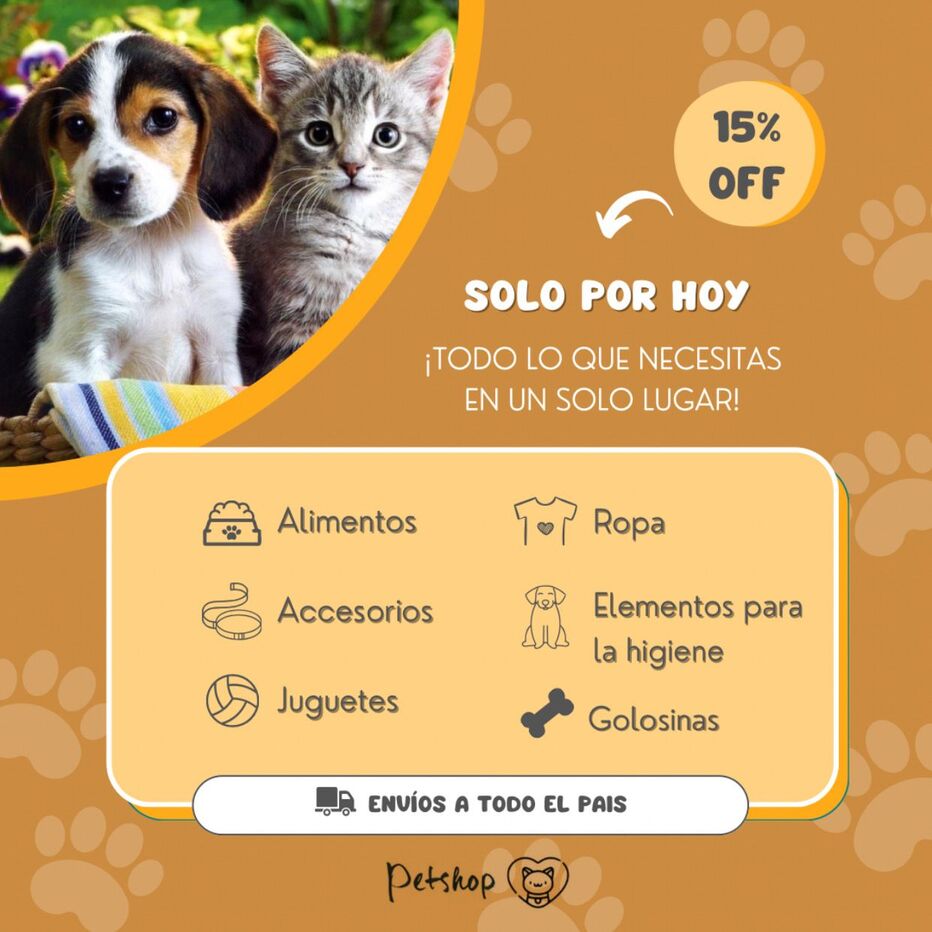 15%
OFF
SOLO POR HOY
¡TODO LO QUE NECESITAS
EN UN SOLO LUGAR!
Alimentos
Accesorios
Juguetes
Ropa
Elementos para
la higiene
Golosinas
ENVÍOS A TODO EL PAIS
Petshop